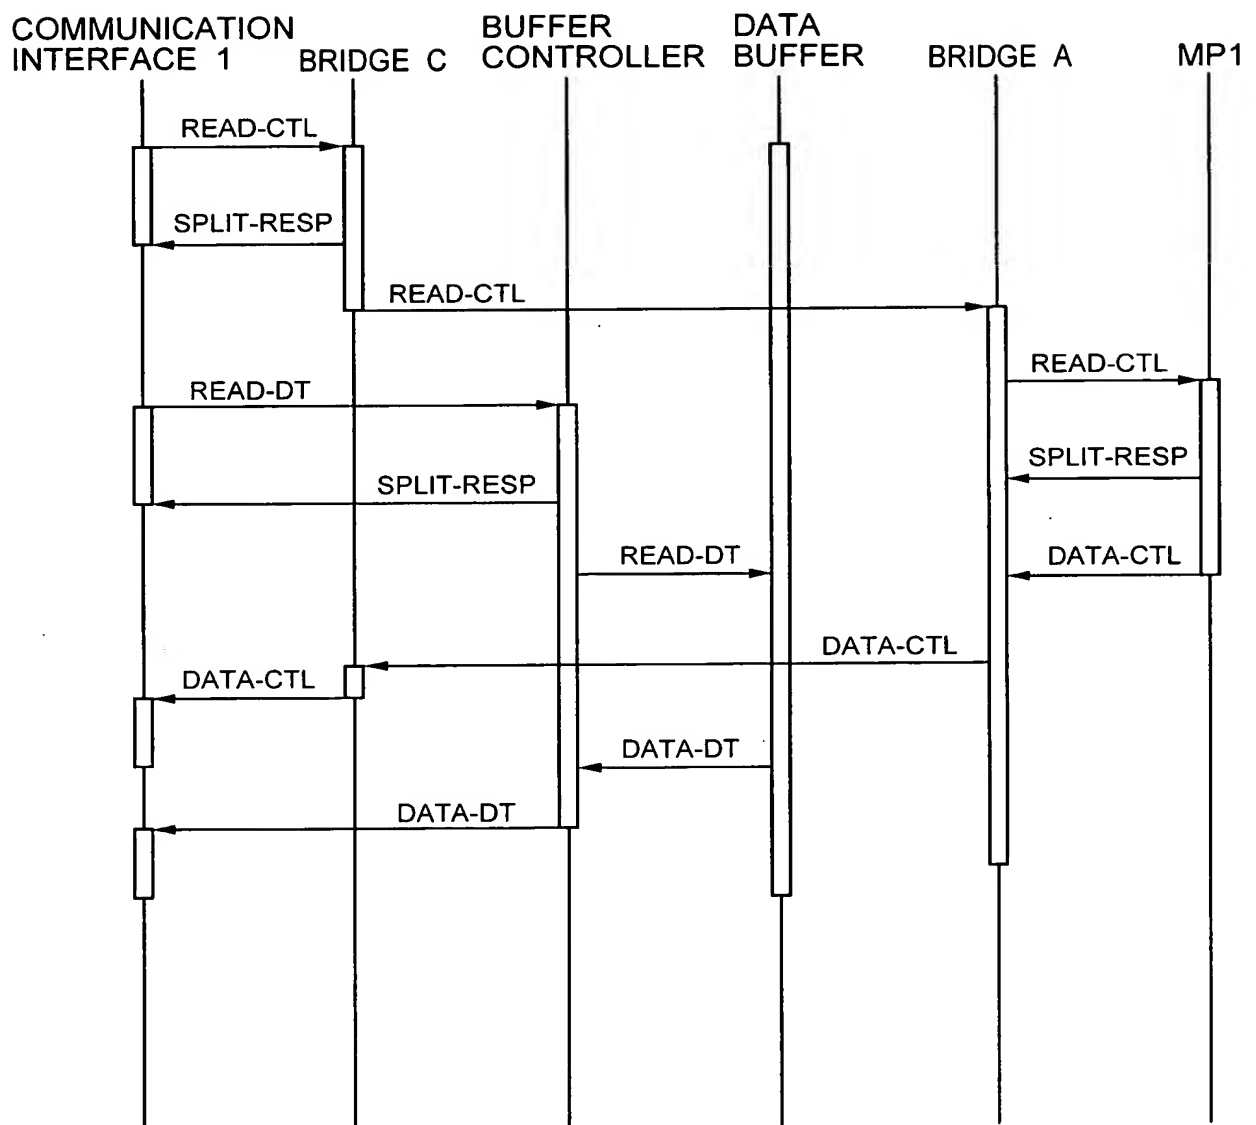 COMMUNICATION
INTERFACE 1
BRIDGE C
BUFFER
CONTROLLER
DATA
BUFFER
BRIDGE A
MP1
READ-CTL
SPLIT-RESP
READ-CTL
READ-CTL
READ-DT
SPLIT-RESP
SPLIT-RESP
READ-DT
DATA-CTL
DATA-CTL
DATA-CTL
DATA-DT
DATA-DT